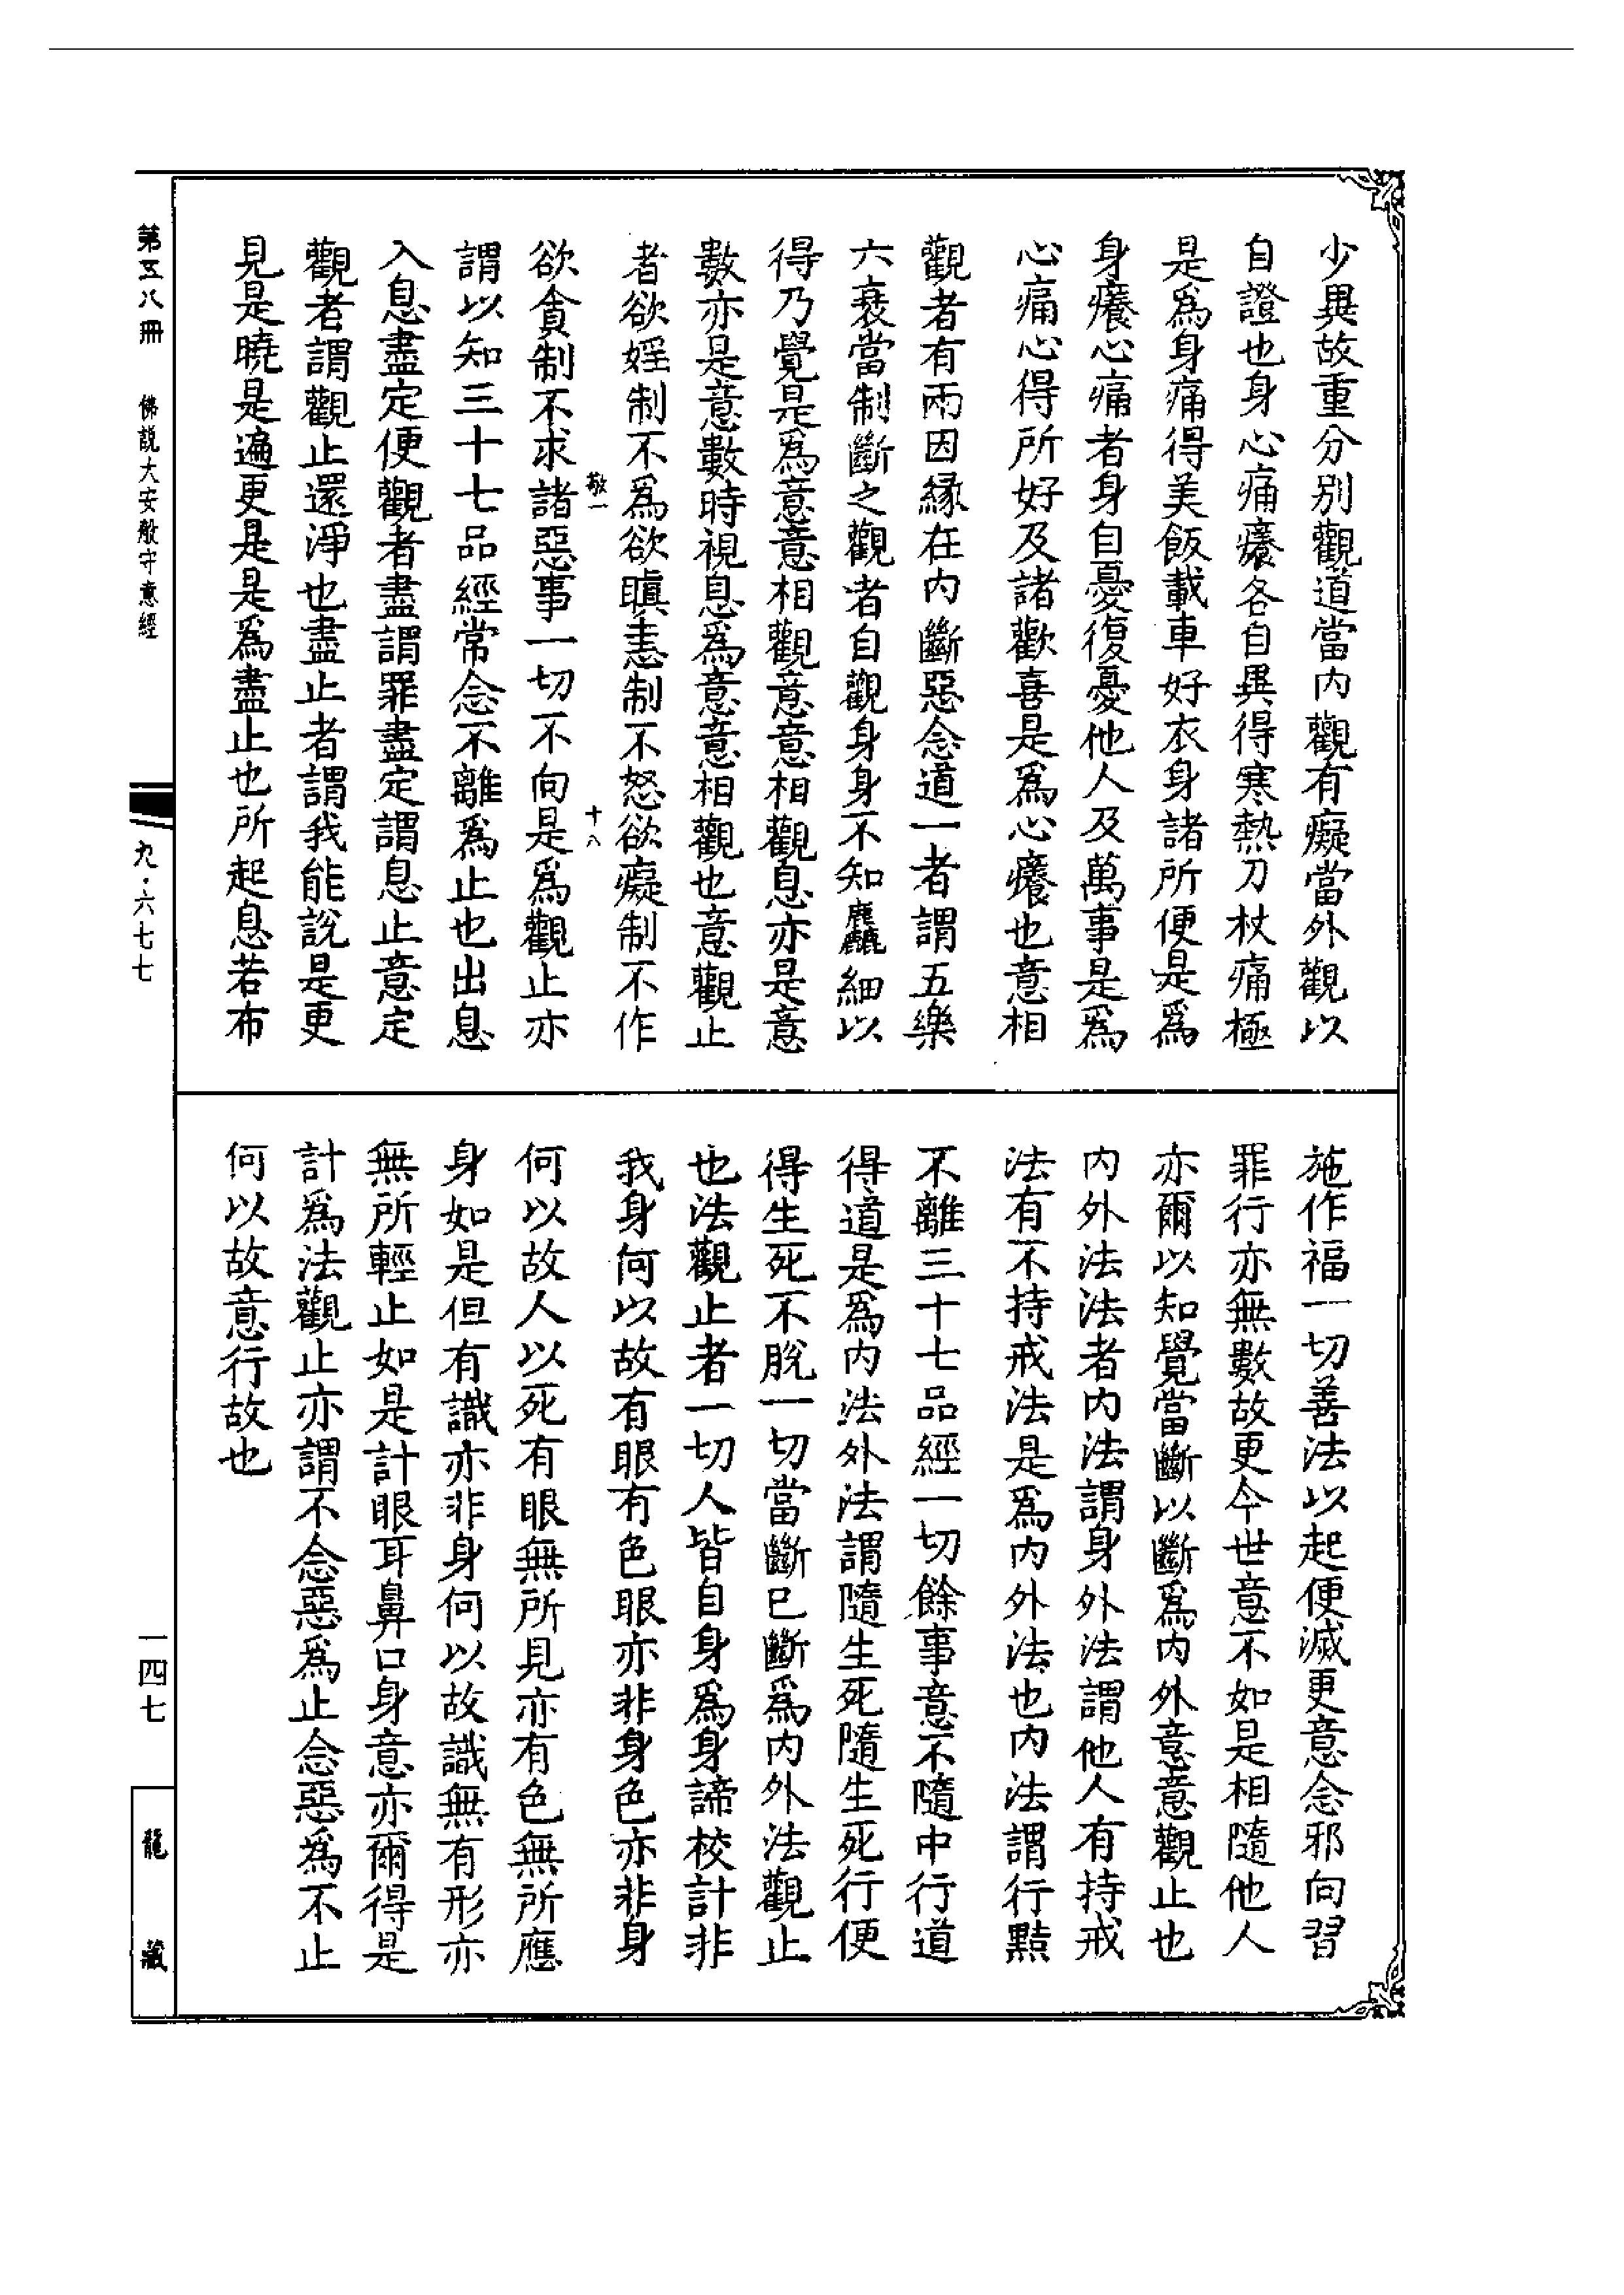 少異故重分別觀道當內觀有癡當外觀以
自證也身心痛癢各自異得寒熱刀杖痛極
是爲身痛得美飯載車好衣身諸所便是爲
身癢心痛者身自憂復憂他人及萬事是爲
心痛心得所好及諸歡喜是爲心癢也意相
觀者有兩因緣在內斷惡念道一者謂五樂
六衰當制斷之觀者自觀身身不知麤細以
得乃覺是爲意意相觀意意相觀息亦是意
數亦是意數時視息爲意意相觀也意觀止
者欲婬制不爲欲瞋恚制不怒欲癡制不作
敬一
十八
欲貪制不求諸惡事一切不向是爲觀止亦
謂以知三十七品經常念不離爲止也出息
入息盡定便觀者盡謂罪盡定謂息止意定
觀者謂觀止還淨也盡止者謂我能說是更
見是曉是遍更是是爲盡止也所起息若布
施作福一切善法以起便滅更意念邪向習
罪行亦無數故更今世意不如是相隨他人
亦爾以知覺當斷以斷爲內外意意觀止也
內外法法者內法謂身外法謂他人有持戒
法有不持戒法是爲內外法也內法謂行黠
不離三十七品經一切餘事意不隨中行道
得道是爲內法外法謂隨生死隨生死行便
得生死不脫一切當斷已斷爲內外法觀止
也法觀止者一切人皆自身爲身諦校計非
我身何以故有眼有色眼亦非身色亦非身
何以故人以死有眼無所見亦有色無所應
身如是但有識亦非身何以故識無有形亦
無所輕止如是計眼耳鼻口身意亦爾得是
計爲法觀止亦謂不念惡爲止念惡爲不止
何以故意行故也
第五八冊
佛說大安般守意經
九·六七七
一四七
龍藏